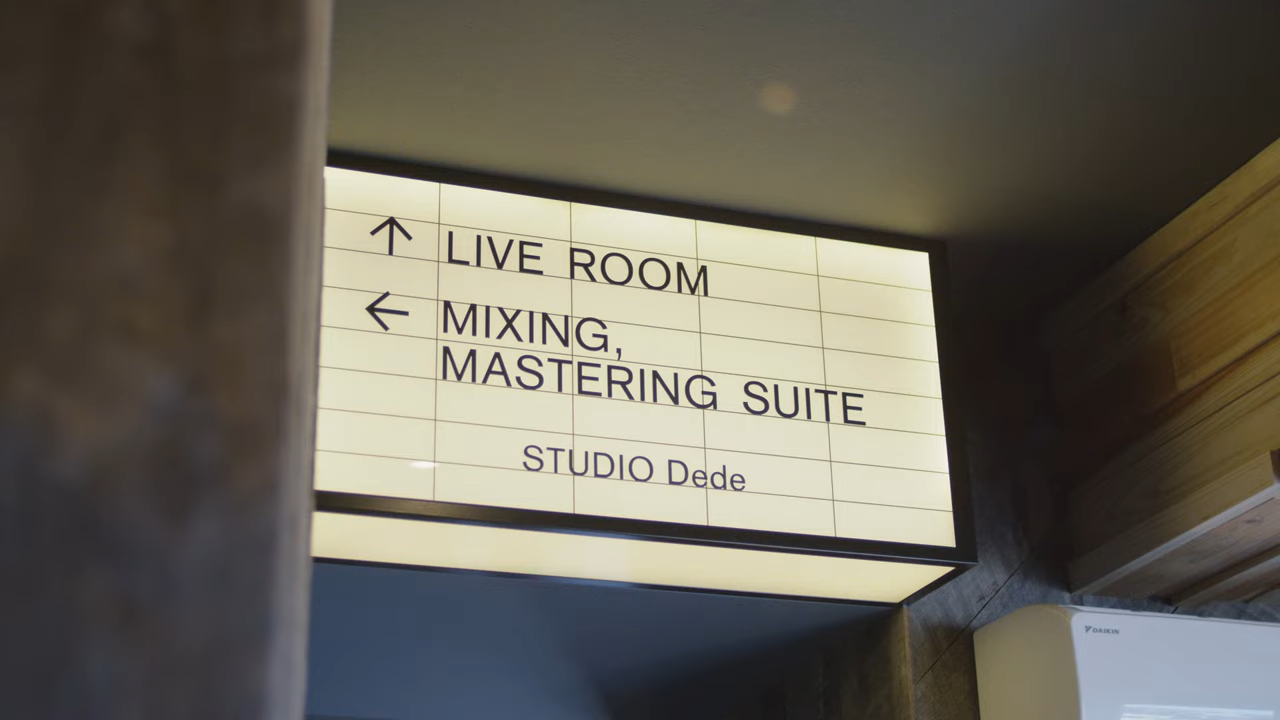 ↑ LIVE ROOM
← MIXING,
MASTERING SUITE
STUDIO Dede
DAIKIN